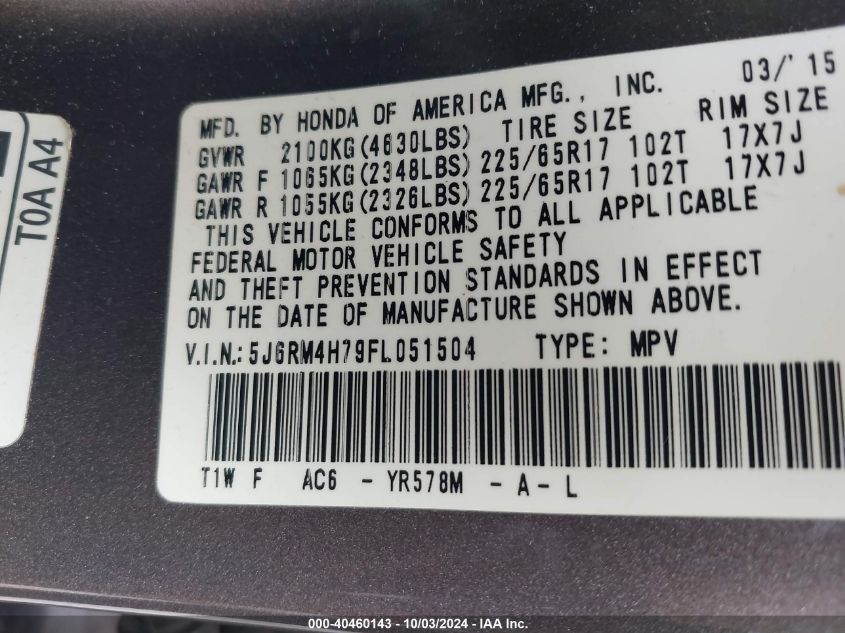 03/'15
MFD. BY HONDA OF AMERICA MFG., INC.
GVWR 2100KG(4630LBS) TIRE SIZE RIM SIZE
GAWR F 1065KG(2348LBS) 225/65R17 102T 17X7J
GAWR R 1055KG(2326LBS) 225/65R17 102T 17X7J
THIS VEHICLE CONFORMS TO ALL APPLICABLE
FEDERAL MOTOR VEHICLE SAFETY
AND THEFT PREVENTION STANDARDS IN EFFECT
ON THE DATE OF MANUFACTURE SHOWN ABOVE.
V.I.N.: 5J6RM4H79FL051504 TYPE: MPV
T1W F AC6 - YR578M - A - L
T0A A4
000-40460143 - 10/03/2024 - IAA Inc.